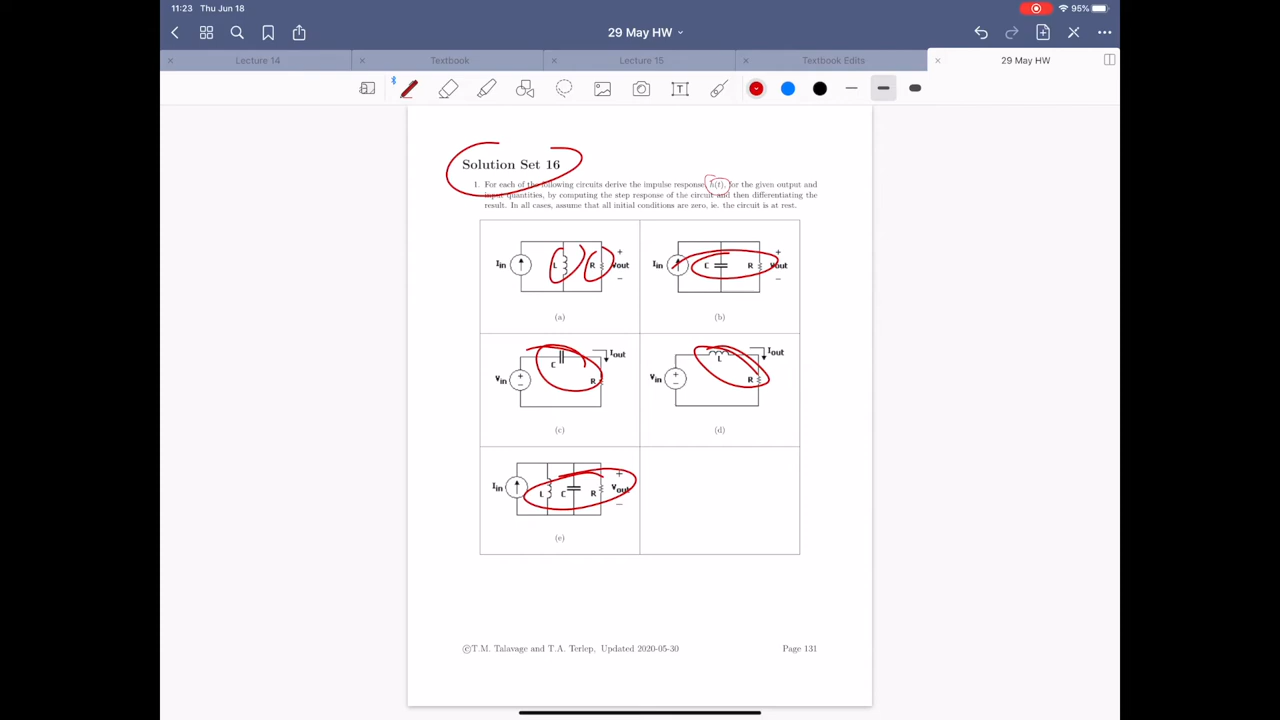 11:23 Thu Jun 18
95%
29 May HW
Lecture 14
Textbook
Lecture 15
Textbook Edits
29 May HW
Solution Set 16
1. For each of the following circuits derive the impulse response, h(t), for the given output and
input quantities, by computing the step response of the circuit and then differentiating the
result. In all cases, assume that all initial conditions are zero, ie. the circuit is at rest.
Iin L R + Vout −
(a)
Iin C R + Vout −
(b)
Vin + − C R Iout
(c)
Vin + − L R Iout
(d)
Iin L C R + Vout −
(e)
©T.M. Talavage and T.A. Terlep, Updated 2020-05-30
Page 131